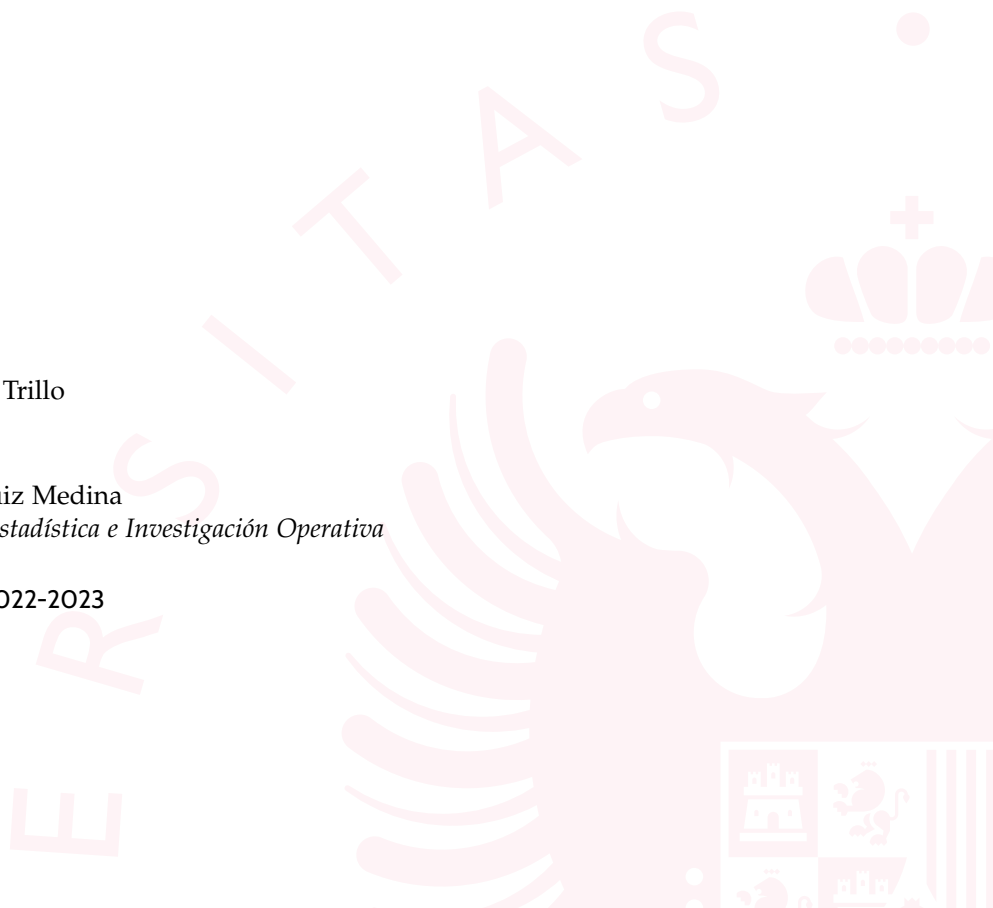 Trillo
iz Medina
stadística e Investigación Operativa
022-2023
E R S I T A S ·